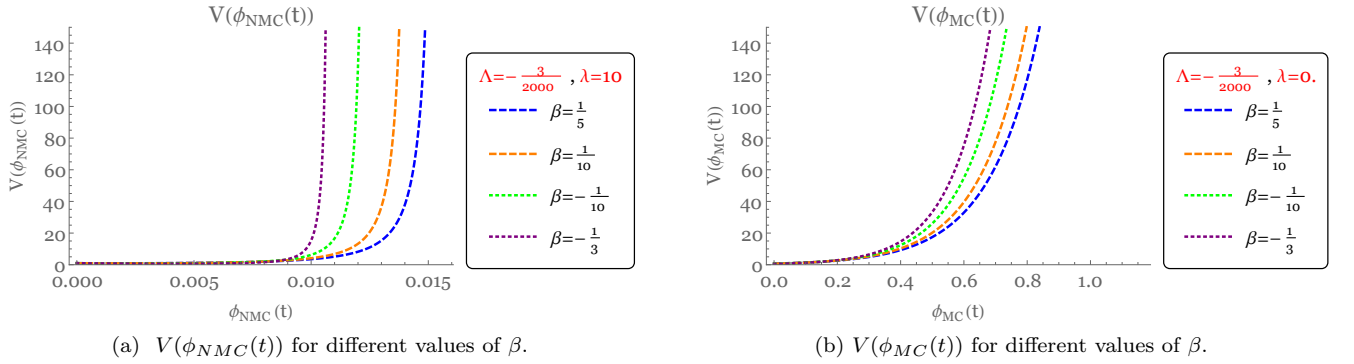 V(ϕNMC(t))
V(ϕNMC(t))
140
120
100
80
60
40
20
0
0.000 0.005 0.010 0.015
ϕNMC(t)
Λ=- 3/2000 , λ=10
β=1/5
β=1/10
β=- 1/10
β=- 1/3
(a) V(ϕNMC(t)) for different values of β.
V(ϕMC(t))
V(ϕMC(t))
140
120
100
80
60
40
20
0
0.0 0.2 0.4 0.6 0.8 1.0
ϕMC(t)
Λ=- 3/2000 , λ=0.
β=1/5
β=1/10
β=- 1/10
β=- 1/3
(b) V(ϕMC(t)) for different values of β.